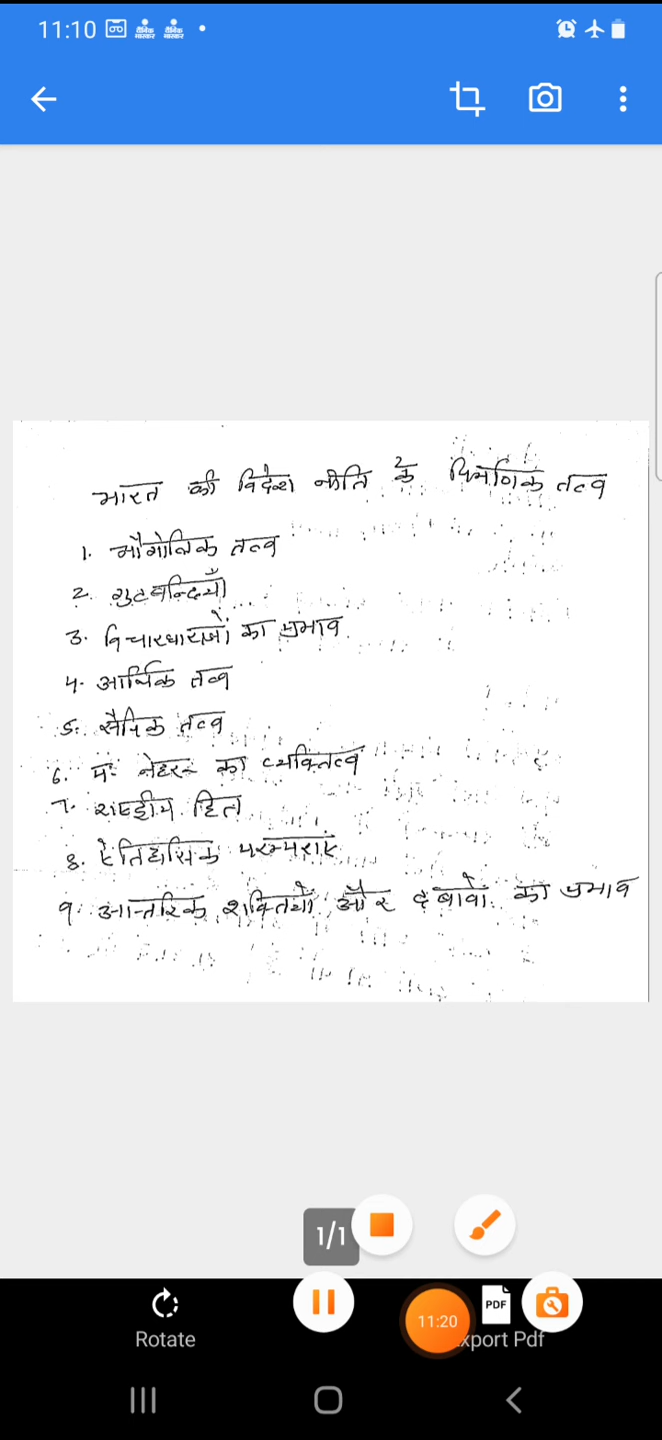 11:10
भारत की विदेश नीति के निर्माणक तत्व
1. भौगोलिक तत्व
2. गुटबन्दियाँ
3. विचारधाराओं का प्रभाव
4. आर्थिक तत्व
5. सैनिक तत्व
6. पं. नेहरू का व्यक्तित्व
7. राष्ट्रीय हित
8. ऐतिहासिक परम्पराएं
9. आन्तरिक शक्तियों और दबावों का प्रभाव
1/1
11:20
PDF
Rotate
xport Pdf